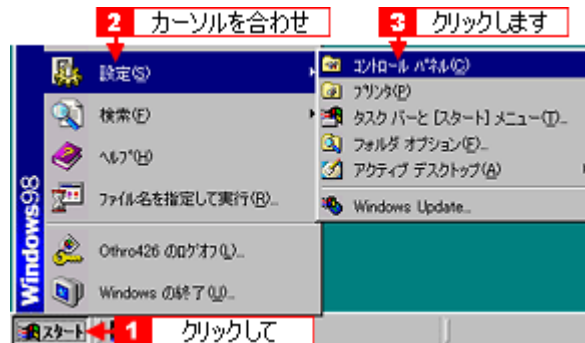 2 カーソルを合わせ
3 クリックします
設定(S)
検索(F)
ヘルプ(H)
ファイル名を指定して実行(R)...
Othro426 のログオフ(L)...
Windows の終了(U)...
Windows98
コントロール パネル(C)
プリンタ(P)
タスク バーと [スタート] メニュー(T)...
フォルダ オプション(F)...
アクティブ デスクトップ(A)
Windows Update...
スタート
1 クリックして